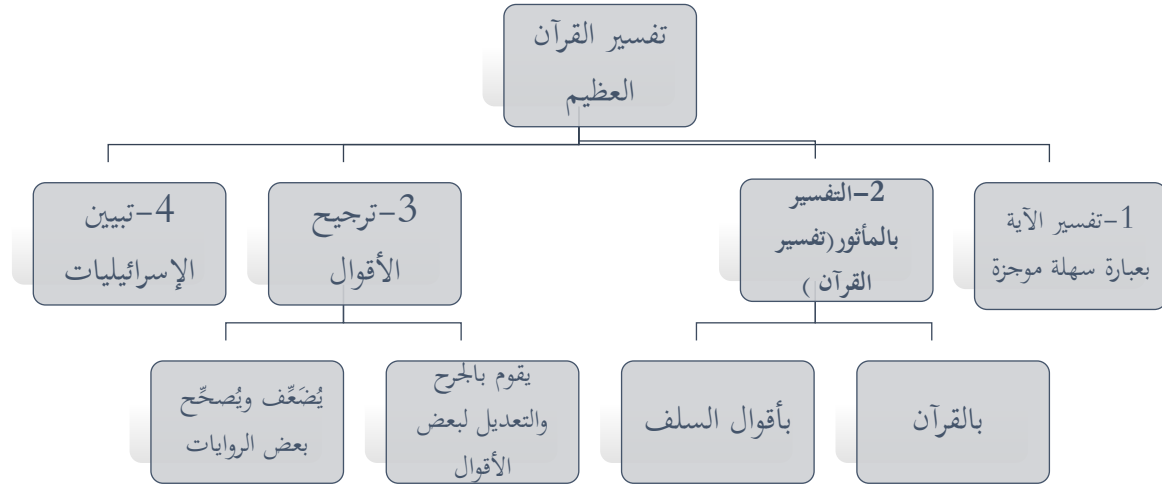 تفسير القرآن
العظيم
1-تفسير الآية
بعبارة سهلة موجزة
2-التفسير
بالمأثور(تفسير
القرآن )
3-ترجيح
الأقوال
4-تبيين
الإسرائيليات
بالقرآن
بأقوال السلف
يقوم بالجرح
والتعديل لبعض
الأقوال
يُضَعِّف ويُصحِّح
بعض الروايات